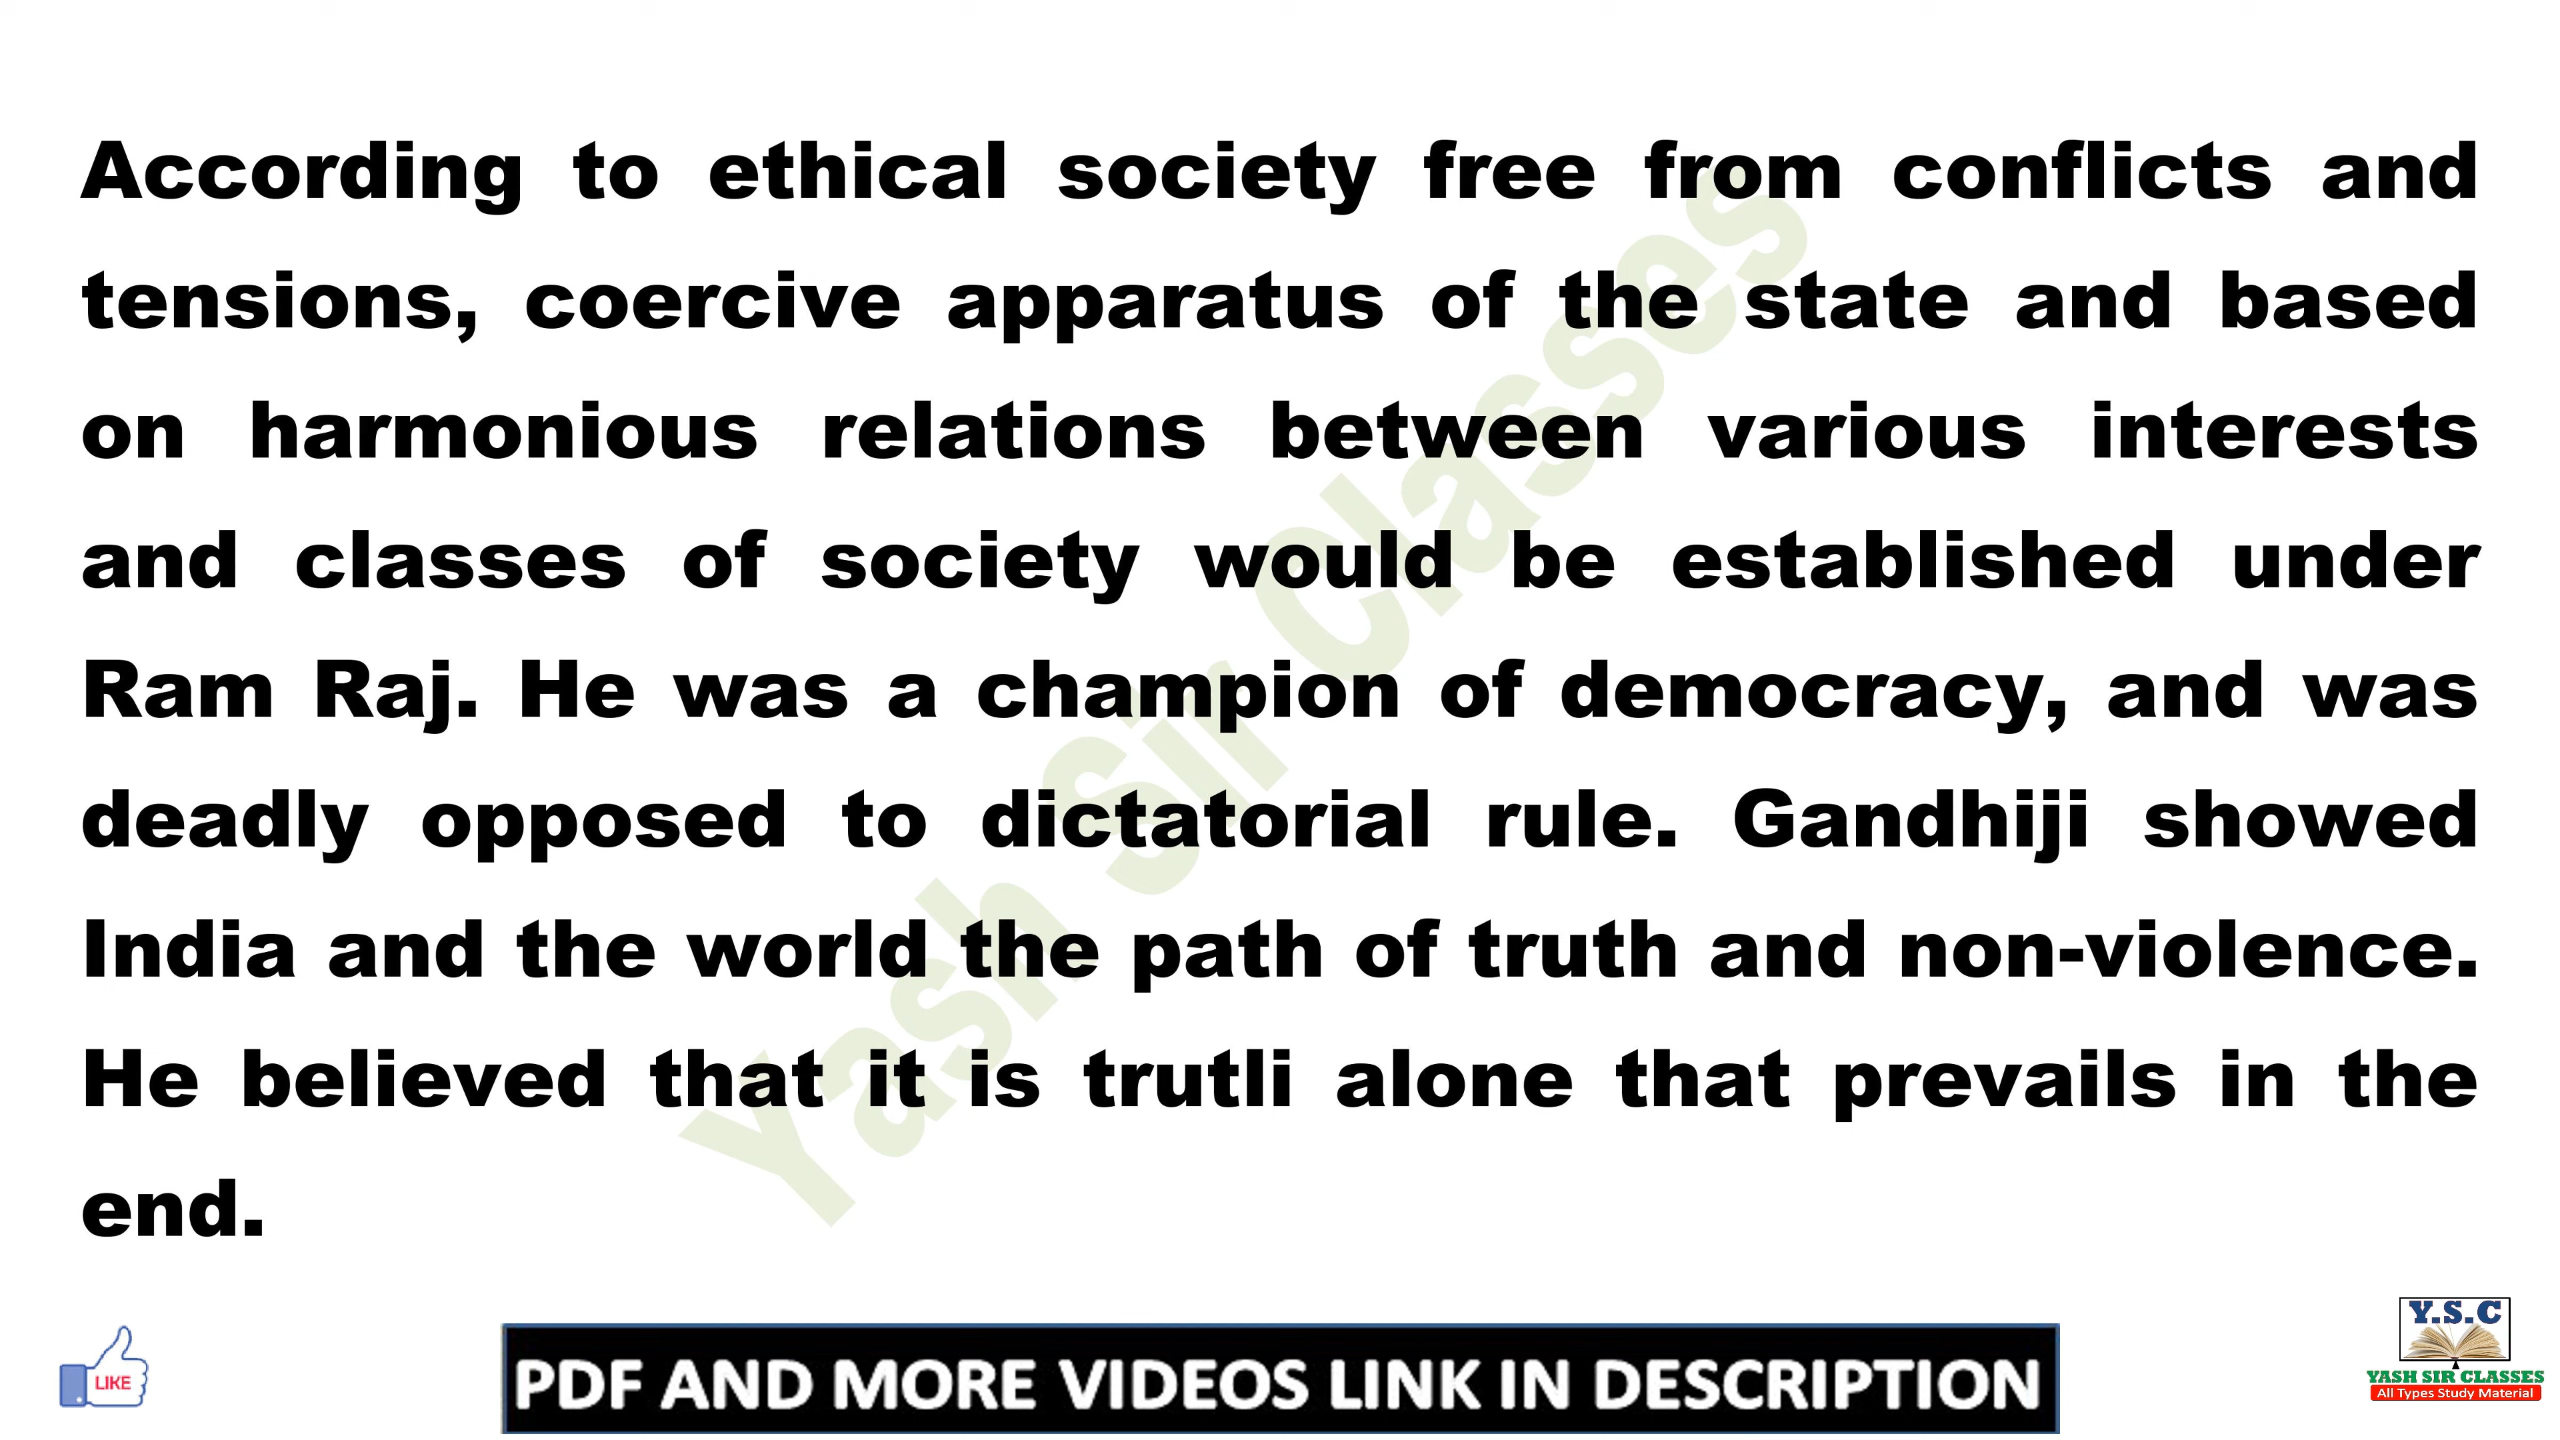 According to ethical society free from conflicts and
tensions, coercive apparatus of the state and based
on harmonious relations between various interests
and classes of society would be established under
Ram Raj. He was a champion of democracy, and was
deadly opposed to dictatorial rule. Gandhiji showed
India and the world the path of truth and non-violence.
He believed that it is trutli alone that prevails in the
end.
Yash Sir Classes
LIKE
PDF AND MORE VIDEOS LINK IN DESCRIPTION
Y.S.C
YASH SIR CLASSES
All Types Study Material